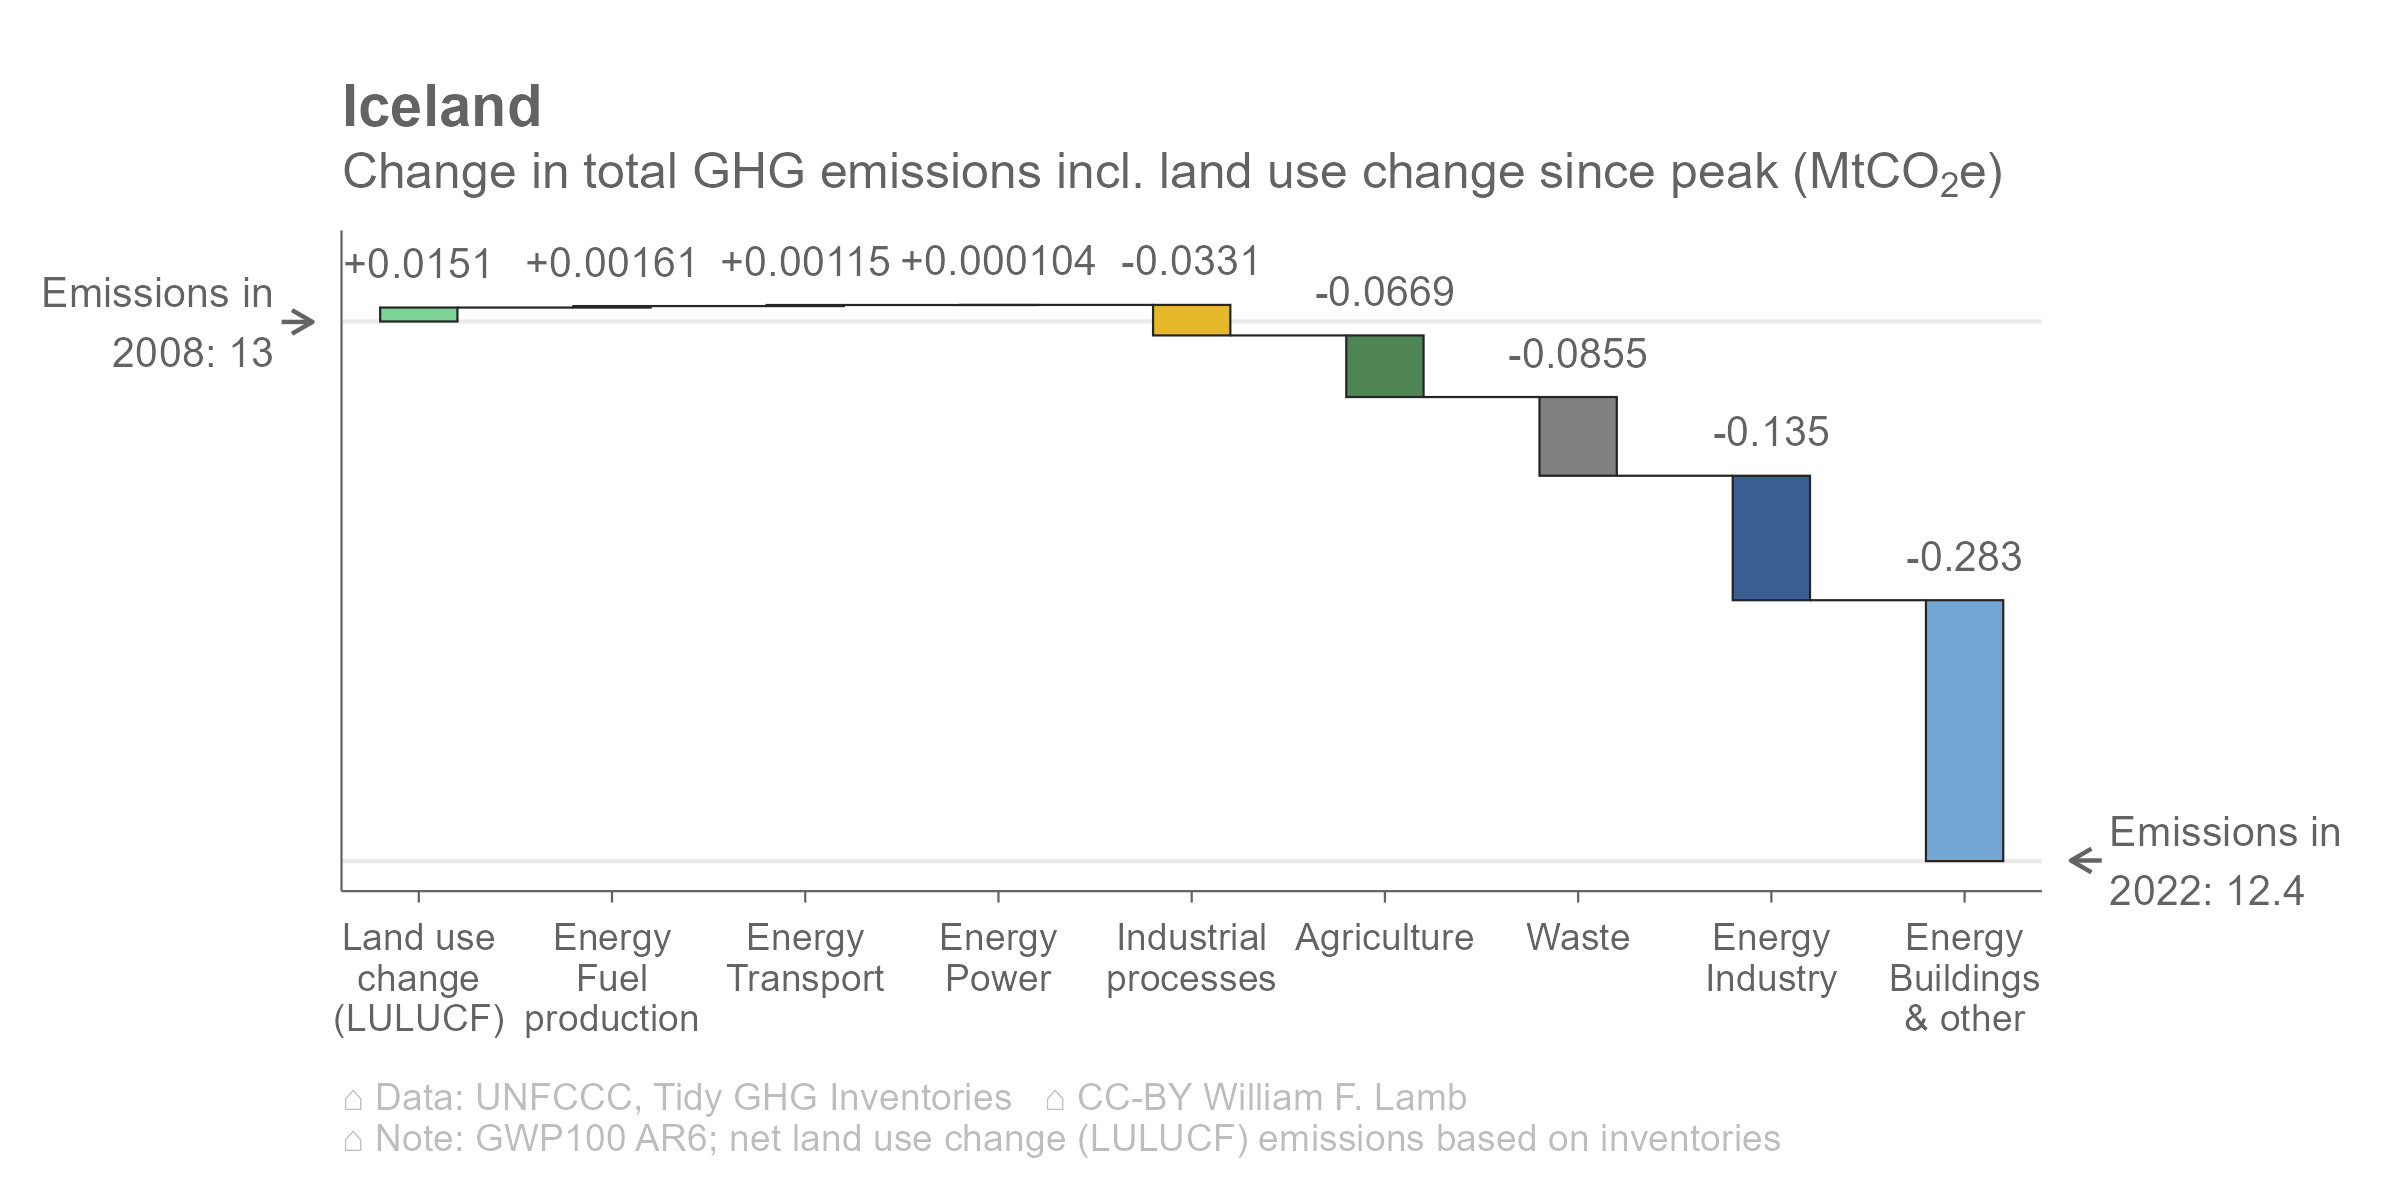 Iceland
Change in total GHG emissions incl. land use change since peak (MtCO₂e)
+0.0151 +0.00161 +0.00115 +0.000104 -0.0331
-0.0669
-0.0855
-0.135
-0.283
Emissions in
2008: 13
Emissions in
2022: 12.4
Land use
change
(LULUCF)
Energy
Fuel
production
Energy
Transport
Energy
Power
Industrial
processes
Agriculture
Waste
Energy
Industry
Energy
Buildings
& other
⌂ Data: UNFCCC, Tidy GHG Inventories ⌂ CC-BY William F. Lamb
⌂ Note: GWP100 AR6; net land use change (LULUCF) emissions based on inventories